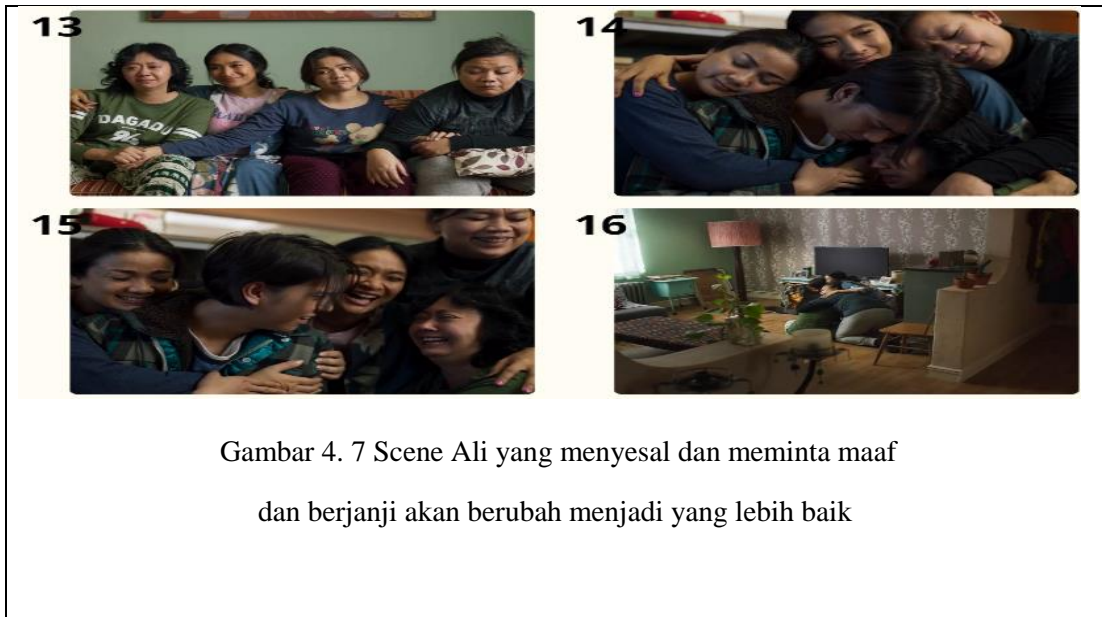 13
14
DAGADU
15
16
Gambar 4. 7 Scene Ali yang menyesal dan meminta maaf
dan berjanji akan berubah menjadi yang lebih baik